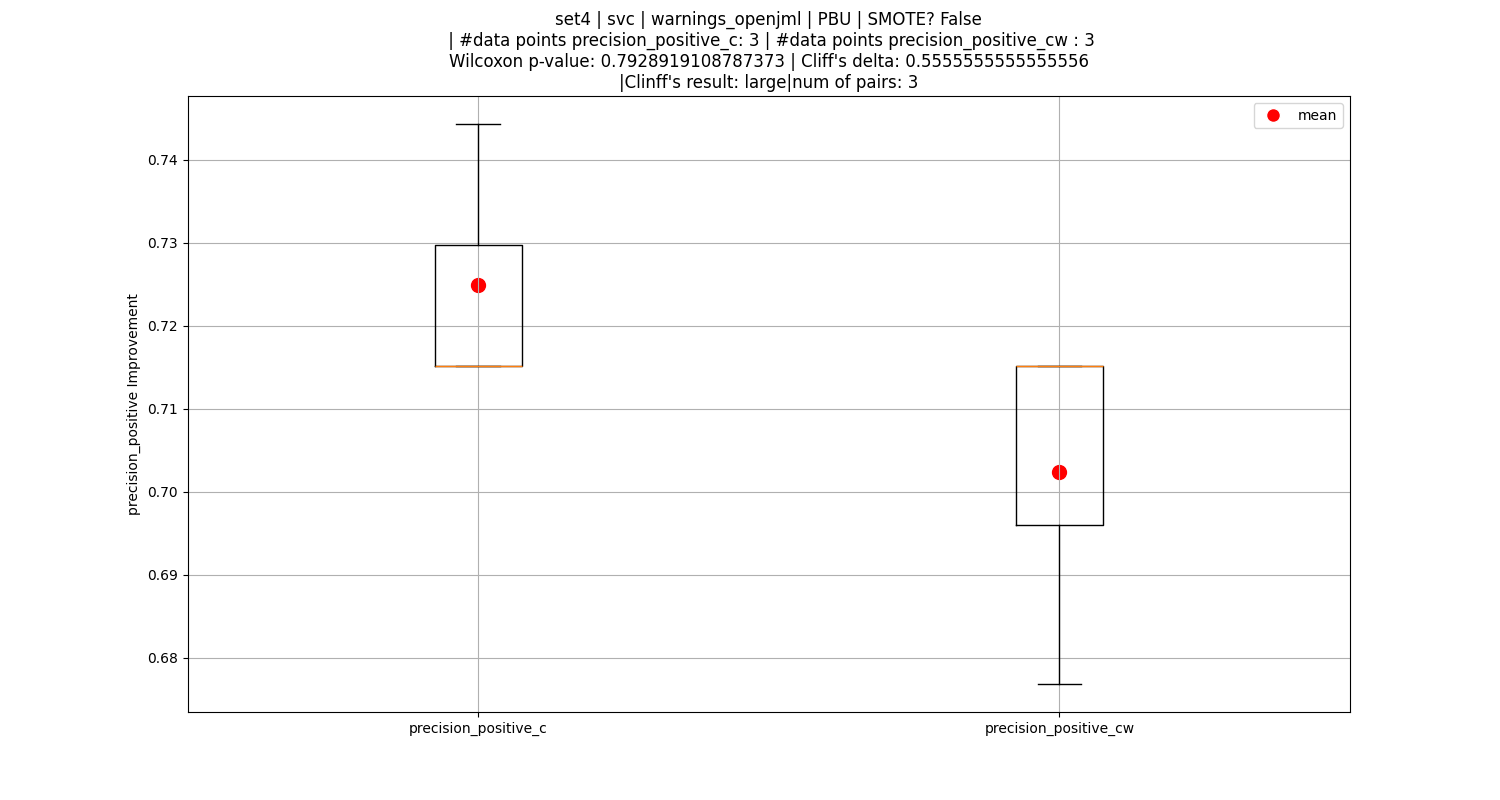 set4 | svc | warnings_openjml | PBU | SMOTE? False
| #data points precision_positive_c: 3 | #data points precision_positive_cw : 3
Wilcoxon p-value: 0.7928919108787373 | Cliff's delta: 0.5555555555555556
|Clinff's result: large|num of pairs: 3
mean
0.74
0.73
0.72
0.71
0.70
0.69
0.68
precision_positive Improvement
precision_positive_c
precision_positive_cw